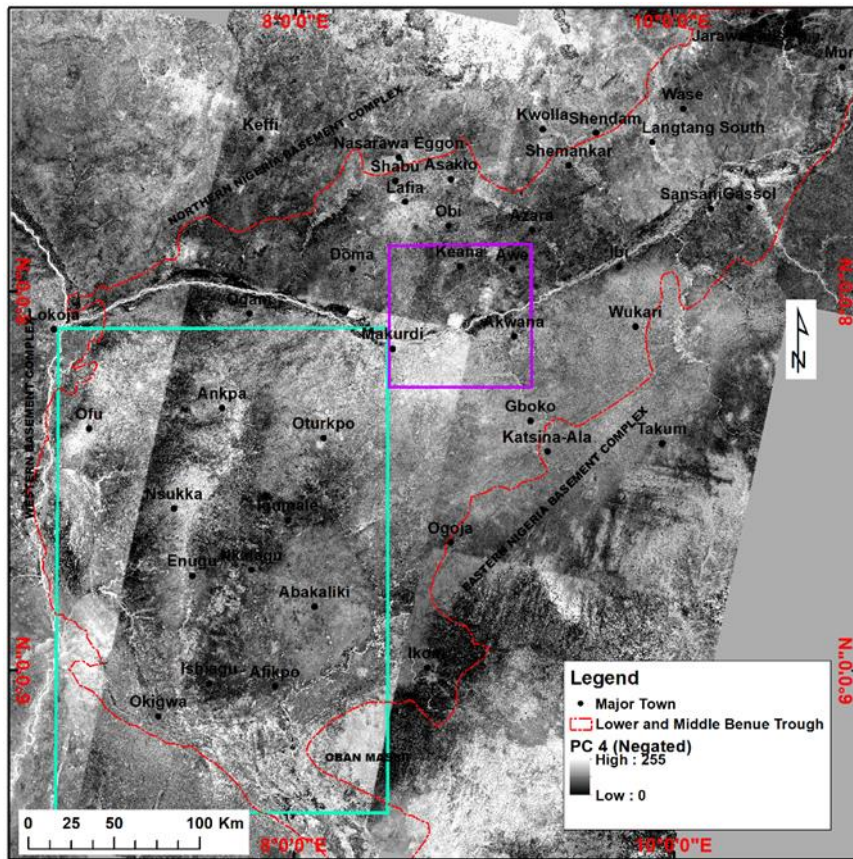 8°0'0"E
10°0'0"E
Mur
Wase
Keffi
Kwolla
Shendam
Langtang South
NORTHERN NIGERIA BASEMENT COMPLEX
Nasarawa Eggon
Shabu
Asakio
Shemankar
Lafia
Sansani
Gassol
Obi
Azara
Doma
Keana
Awe
Ibi
8°0'0"N
8°0'0"N
Lokoja
Wukari
Makurdi
Akwana
N
WESTERN BASEMENT COMPLEX
Ankpa
Ofu
Oturkpo
Gboko
Katsina-Ala
Takum
EASTERN NIGERIA BASEMENT COMPLEX
Nsukka
Ogoja
Enugu
Abakaliki
Ishiagu
Afikpo
6°0'0"N
6°0'0"N
Okigwa
Legend
Major Town
Lower and Middle Benue Trough
PC 4 (Negated)
High : 255
Low : 0
0 25 50 100 Km
8°0'0"E
10°0'0"E